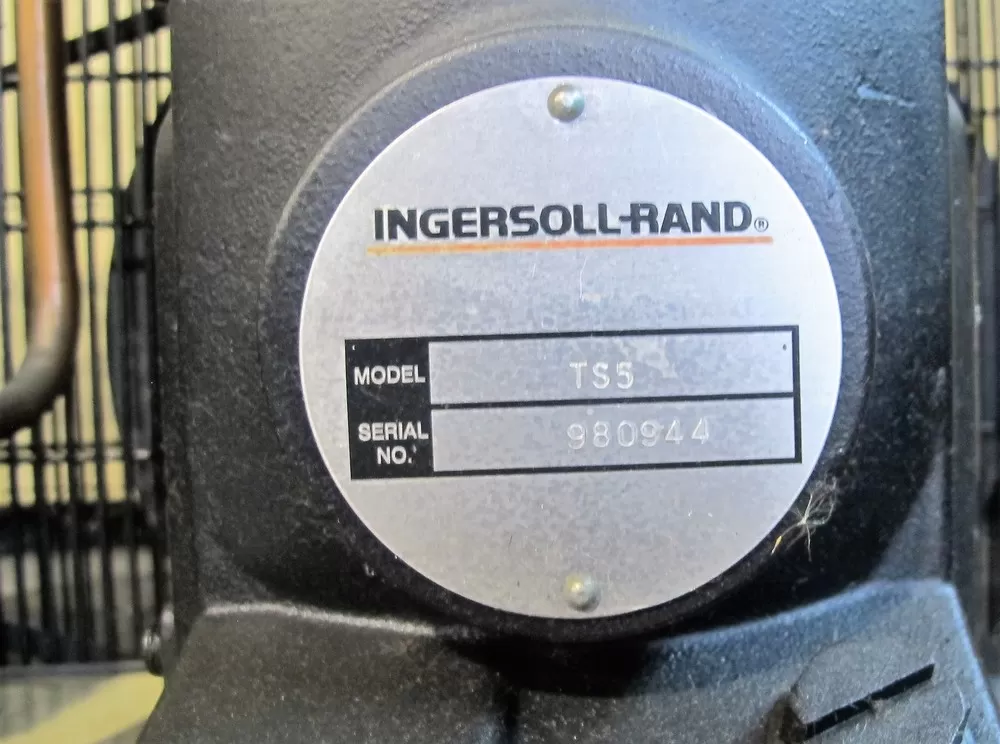 INGERSOLL-RAND®
MODEL TS5
SERIAL NO. 980944